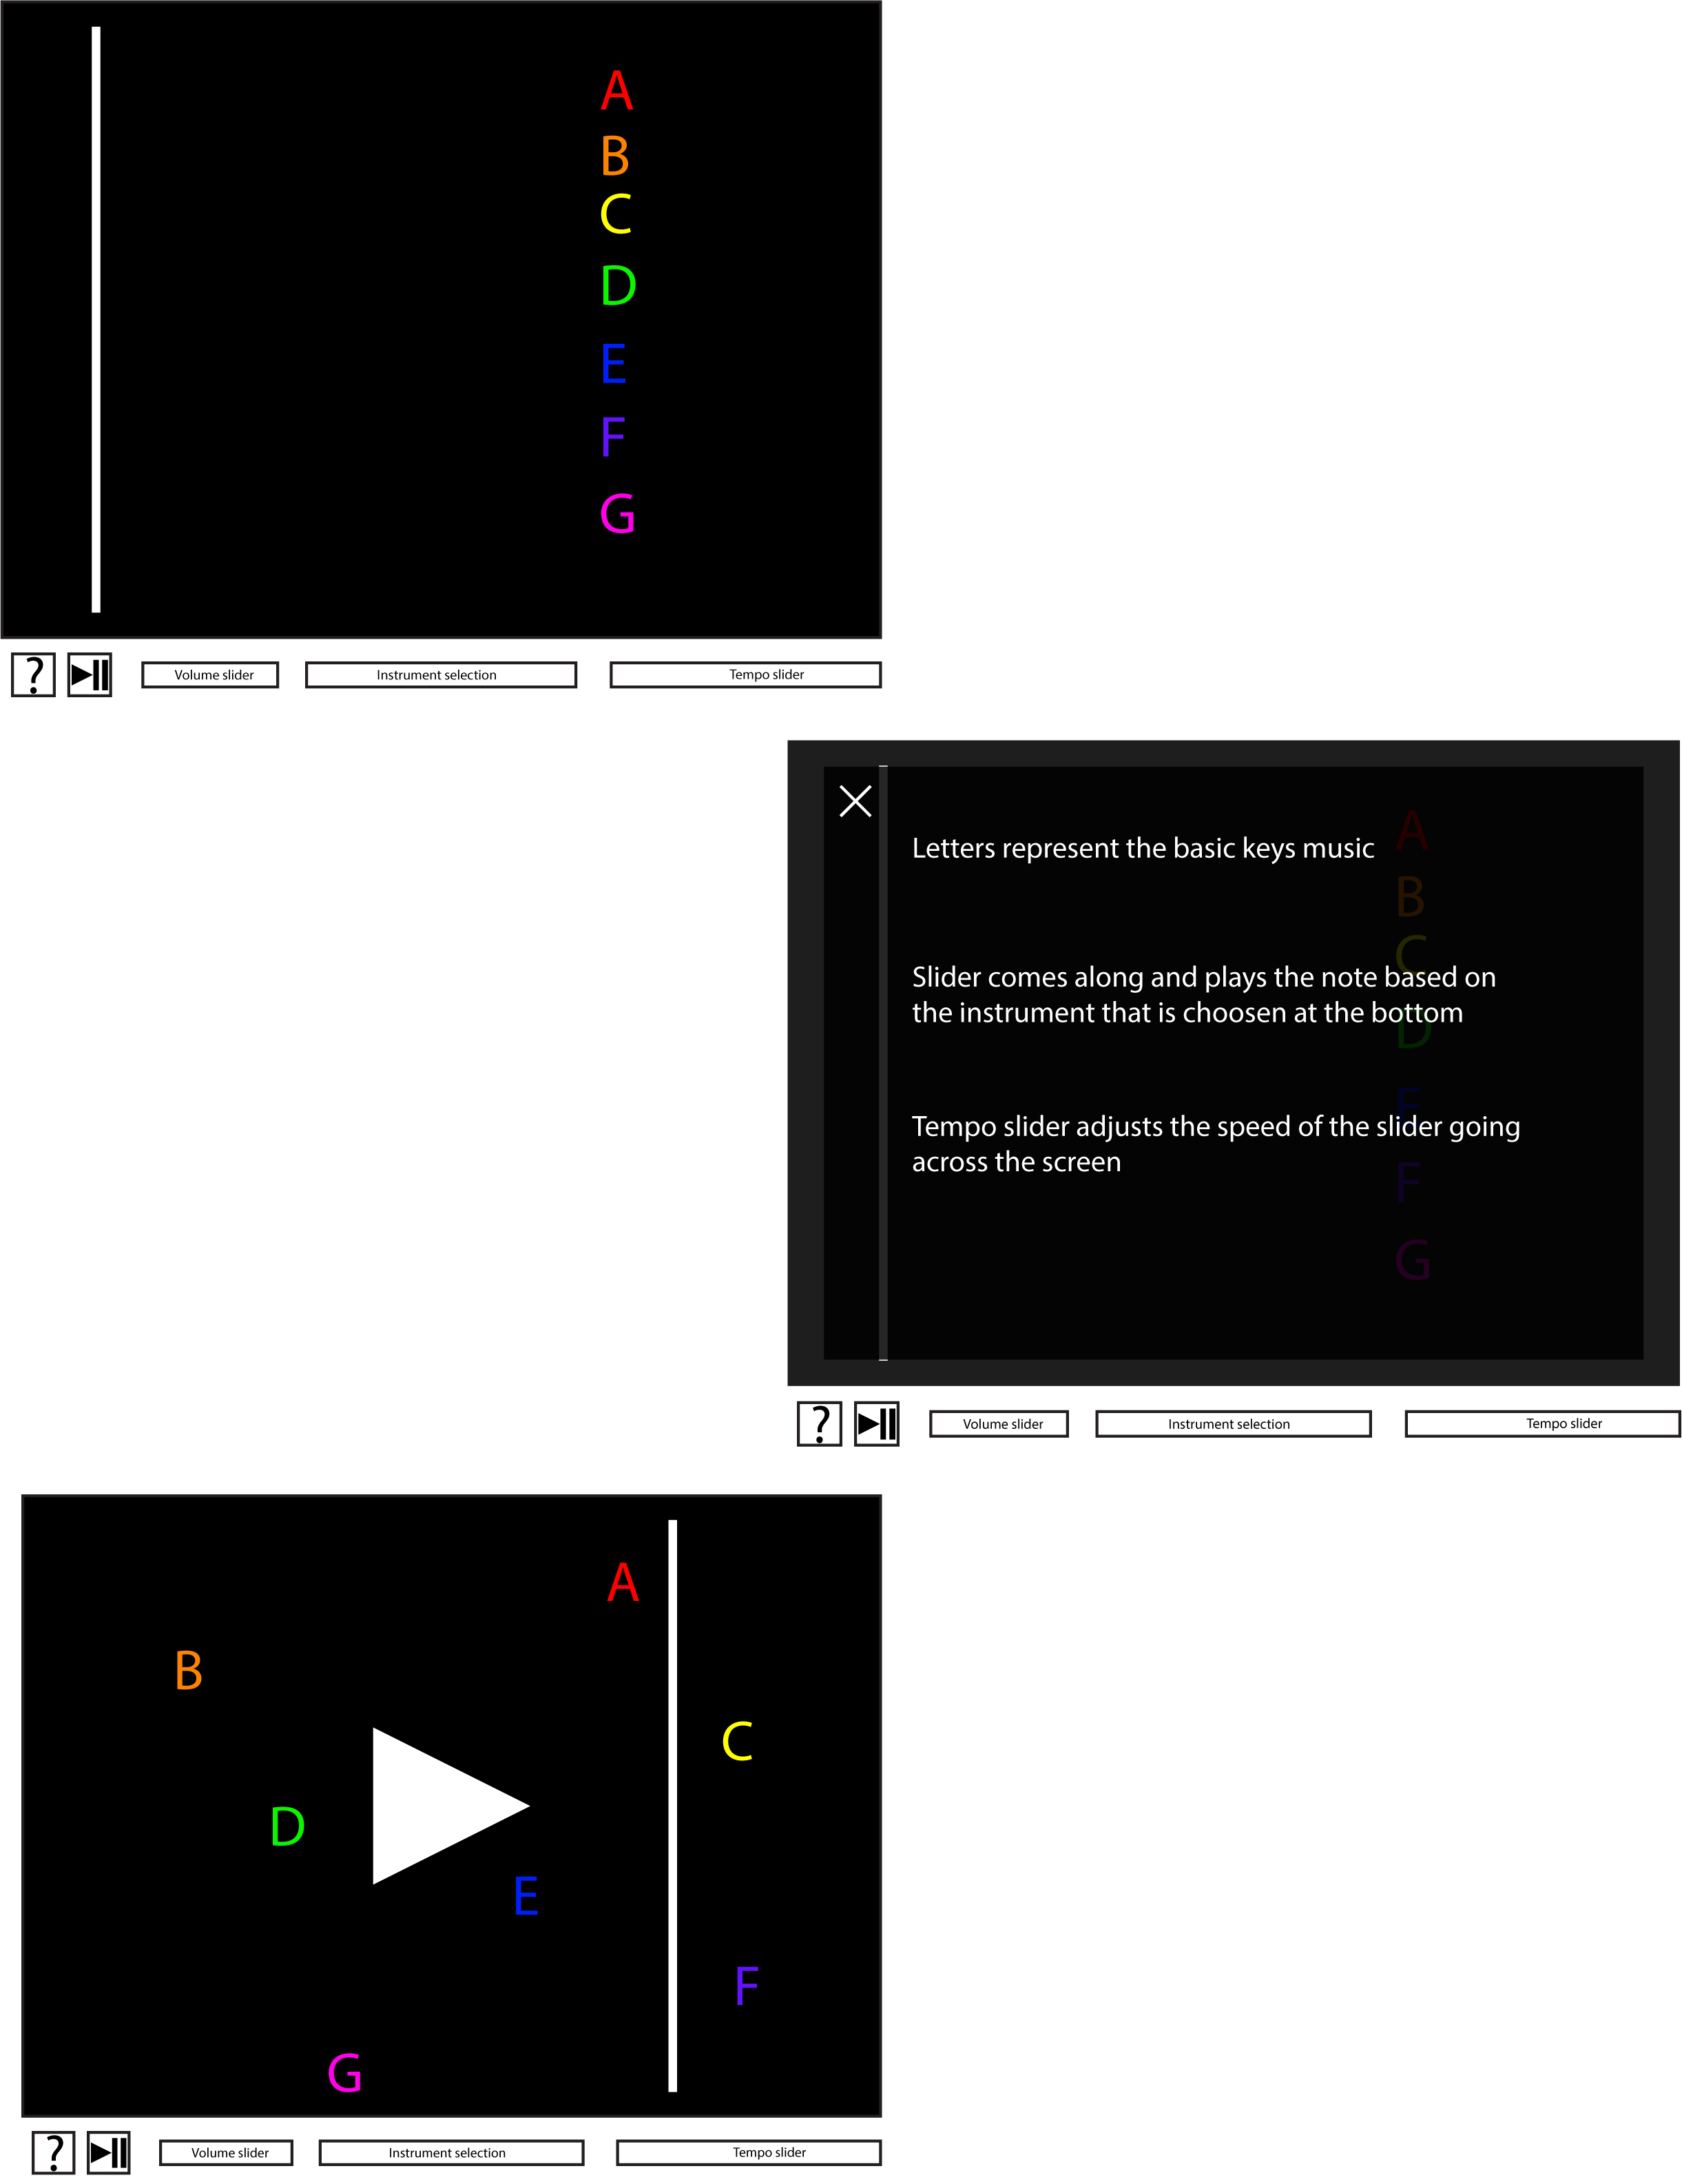 A
B
C
D
E
F
G
?
Volume slider
Instrument selection
Tempo slider
Letters represent the basic keys music
A
B
C
Slider comes along and plays the note based on
the instrument that is choosen at the bottom
D
E
Tempo slider adjusts the speed of the slider going
across the screen
F
G
?
Volume slider
Instrument selection
Tempo slider
A
B
C
D
E
F
G
?
Volume slider
Instrument selection
Tempo slider